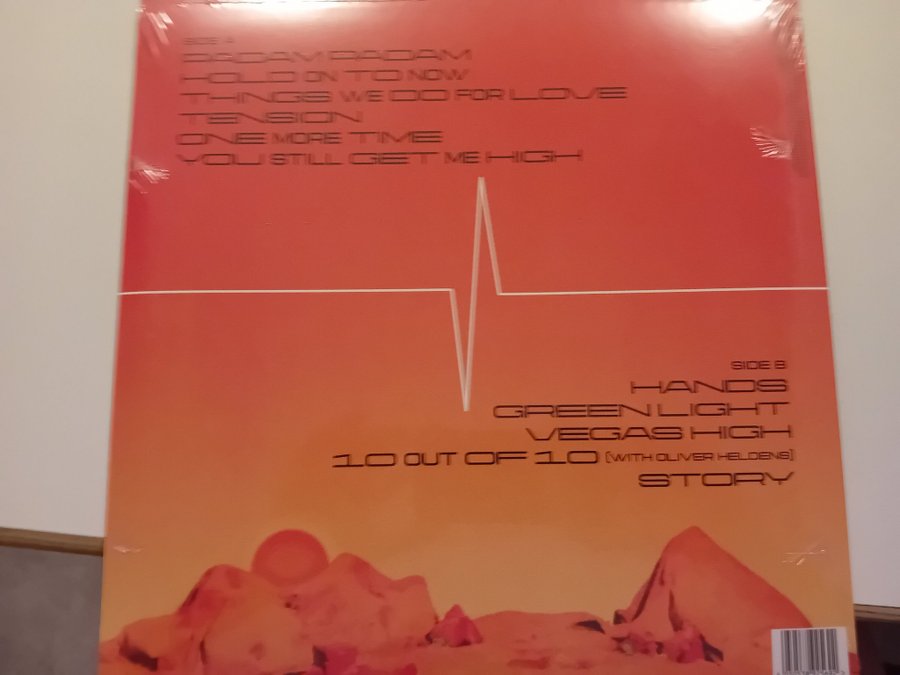 SIDE A
PADAM PADAM
HOLD ON TO NOW
THINGS WE DO FOR LOVE
TENSION
ONE MORE TIME
YOU STILL GET ME HIGH
SIDE B
HANDS
GREEN LIGHT
VEGAS HIGH
10 OUT OF 10 (WITH OLIVER HELDENS)
STORY